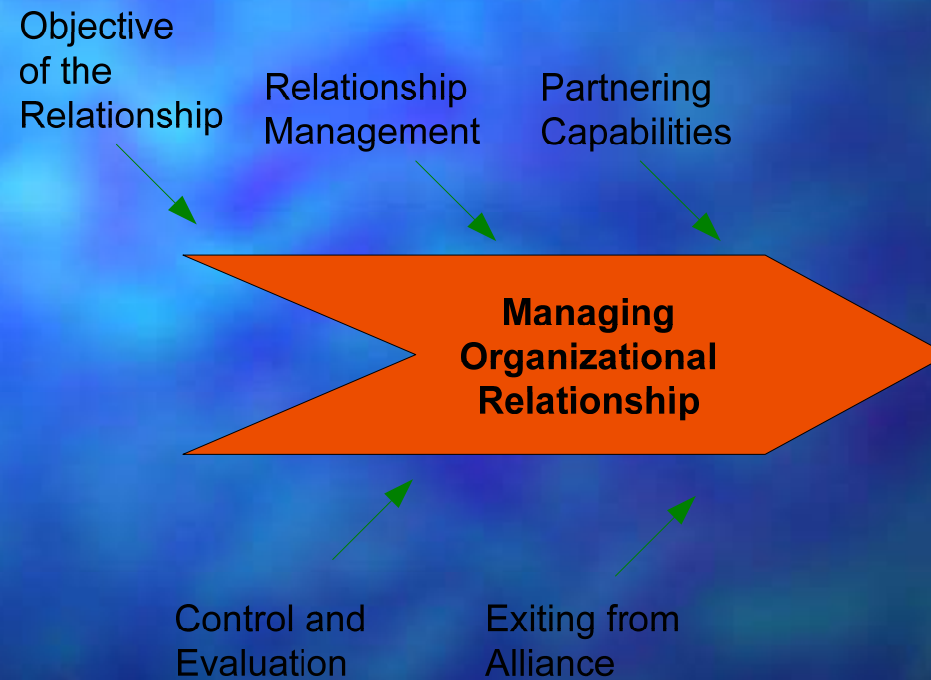 Objective
of the
Relationship
Relationship
Management
Partnering
Capabilities
Managing
Organizational
Relationship
Control and
Evaluation
Exiting from
Alliance